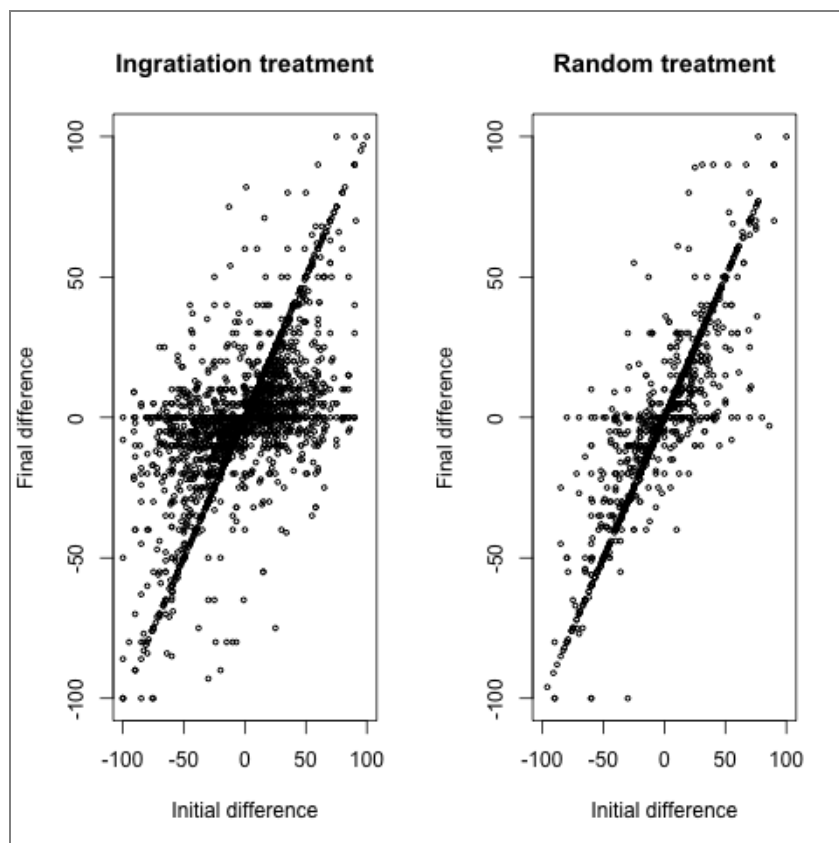 Ingratiation treatment
Random treatment
Final difference
100
50
0
-50
-100
-100 -50 0 50 100
Initial difference
Final difference
100
50
0
-50
-100
-100 -50 0 50 100
Initial difference